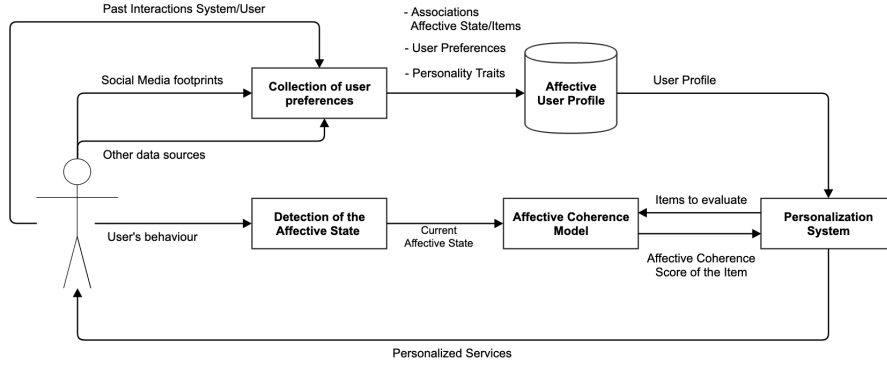 Past Interactions System/User
- Associations
Affective State/Items
- User Preferences
- Personality Traits
Social Media footprints
Collection of user
preferences
Affective
User Profile
User Profile
Other data sources
User's behaviour
Detection of the
Affective State
Current
Affective State
Affective Coherence
Model
Items to evaluate
Affective Coherence
Score of the Item
Personalization
System
Personalized Services